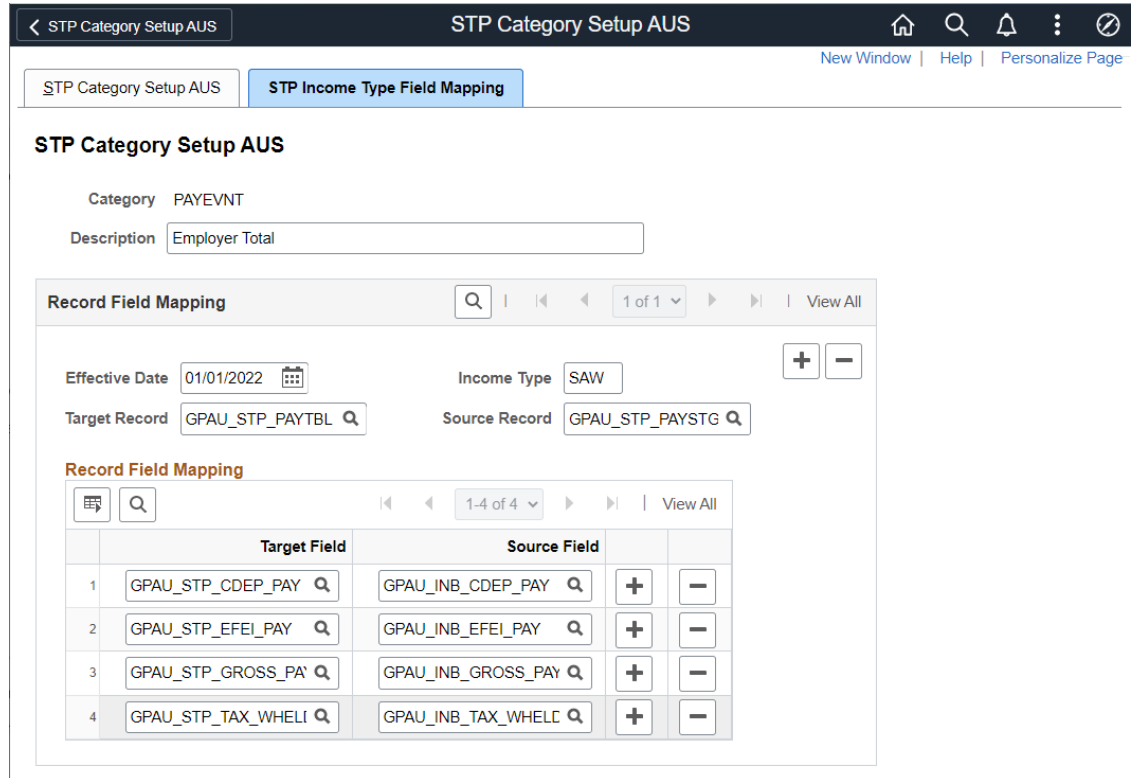 STP Category Setup AUS STP Category Setup AUS
New Window | Help | Personalize Page
STP Category Setup AUS STP Income Type Field Mapping
STP Category Setup AUS
Category PAYEVNT
Description Employer Total
Record Field Mapping 1 of 1 | View All
Effective Date 01/01/2022 Income Type SAW
Target Record GPAU_STP_PAYTBL Source Record GPAU_STP_PAYSTG
Record Field Mapping
1-4 of 4 | View All
Target Field Source Field
1 GPAU_STP_CDEP_PAY GPAU_INB_CDEP_PAY
2 GPAU_STP_EFEI_PAY GPAU_INB_EFEI_PAY
3 GPAU_STP_GROSS_PAY GPAU_INB_GROSS_PAY
4 GPAU_STP_TAX_WHELD GPAU_INB_TAX_WHELD